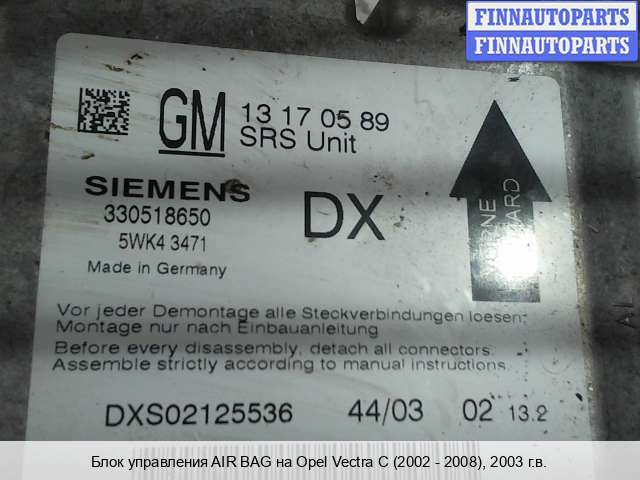 FINNAUTOPARTS
FINNAUTOPARTS
GM 13 17 05 89
SRS Unit
SIEMENS
330518650
5WK4 3471
Made in Germany
DX
Vor jeder Demontage alle Steckverbindungen loesen.
Montage nur nach Einbauanleitung
Before every disassembly, detach all connectors.
Assemble strictly according to manual instructions.
DXS02125536 44/03 02 13.2
Блок управления AIR BAG на Opel Vectra C (2002 - 2008), 2003 г.в.